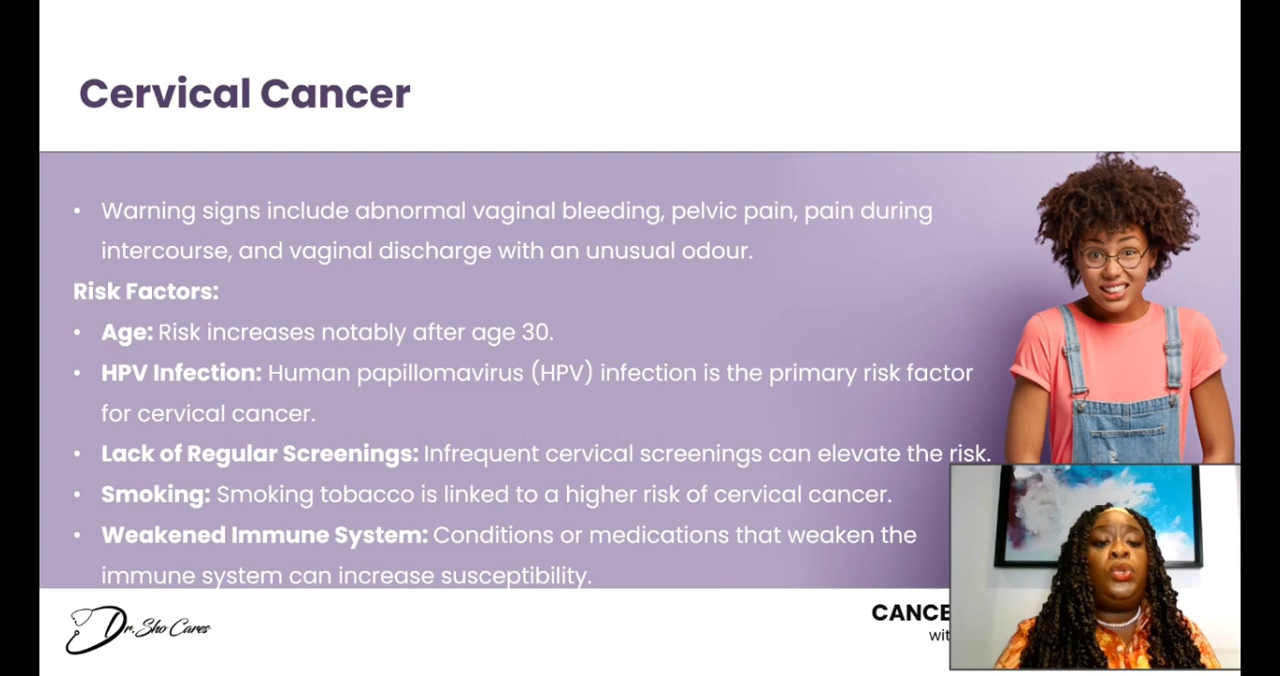 Cervical Cancer
• Warning signs include abnormal vaginal bleeding, pelvic pain, pain during
intercourse, and vaginal discharge with an unusual odour.
Risk Factors:
• Age: Risk increases notably after age 30.
• HPV Infection: Human papillomavirus (HPV) infection is the primary risk factor
for cervical cancer.
• Lack of Regular Screenings: Infrequent cervical screenings can elevate the risk.
• Smoking: Smoking tobacco is linked to a higher risk of cervical cancer.
• Weakened Immune System: Conditions or medications that weaken the
immune system can increase susceptibility.
Dr. Sho Cares
CANCE
wit